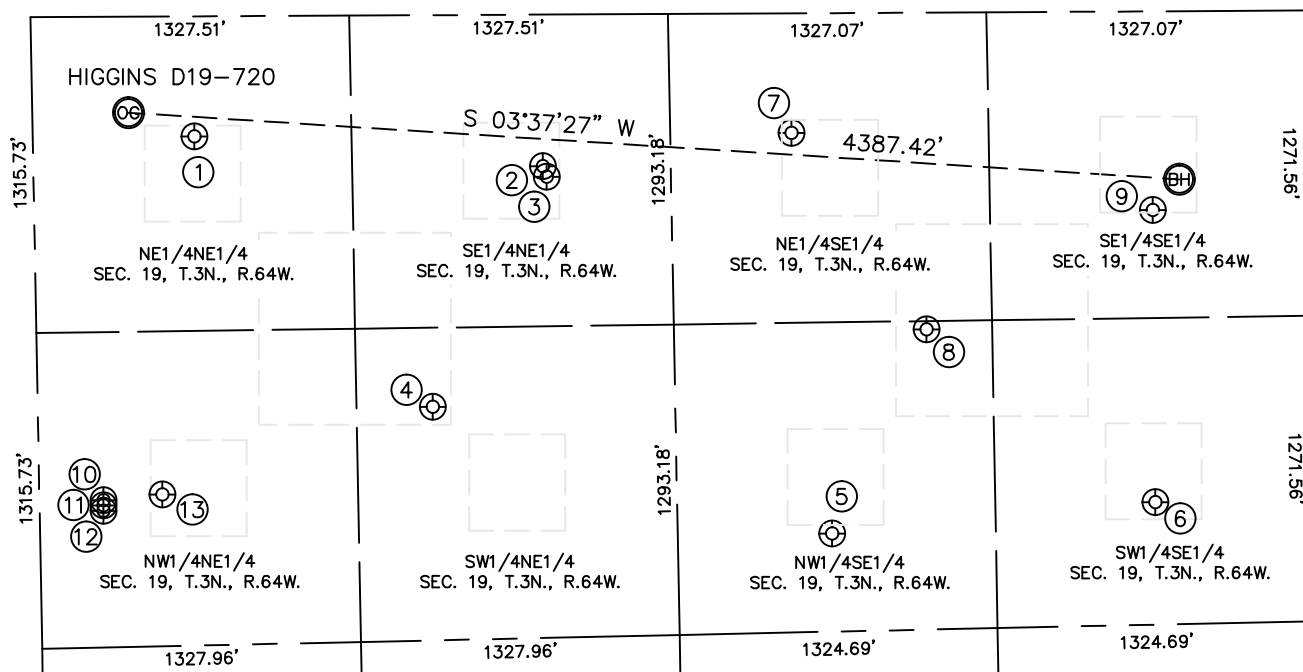 1327.51'
1327.51'
1327.07'
1327.07'
HIGGINS D19-720
OG
S 03°37'27" W
4387.42'
BH
1315.73'
1293.18'
1271.56'
1
2
3
7
9
NE1/4NE1/4
SEC. 19, T.3N., R.64W.
SE1/4NE1/4
SEC. 19, T.3N., R.64W.
NE1/4SE1/4
SEC. 19, T.3N., R.64W.
SE1/4SE1/4
SEC. 19, T.3N., R.64W.
4
8
1315.73'
1293.18'
1271.56'
10
11
12
13
5
6
NW1/4NE1/4
SEC. 19, T.3N., R.64W.
SW1/4NE1/4
SEC. 19, T.3N., R.64W.
NW1/4SE1/4
SEC. 19, T.3N., R.64W.
SW1/4SE1/4
SEC. 19, T.3N., R.64W.
1327.96'
1327.96'
1324.69'
1324.69'